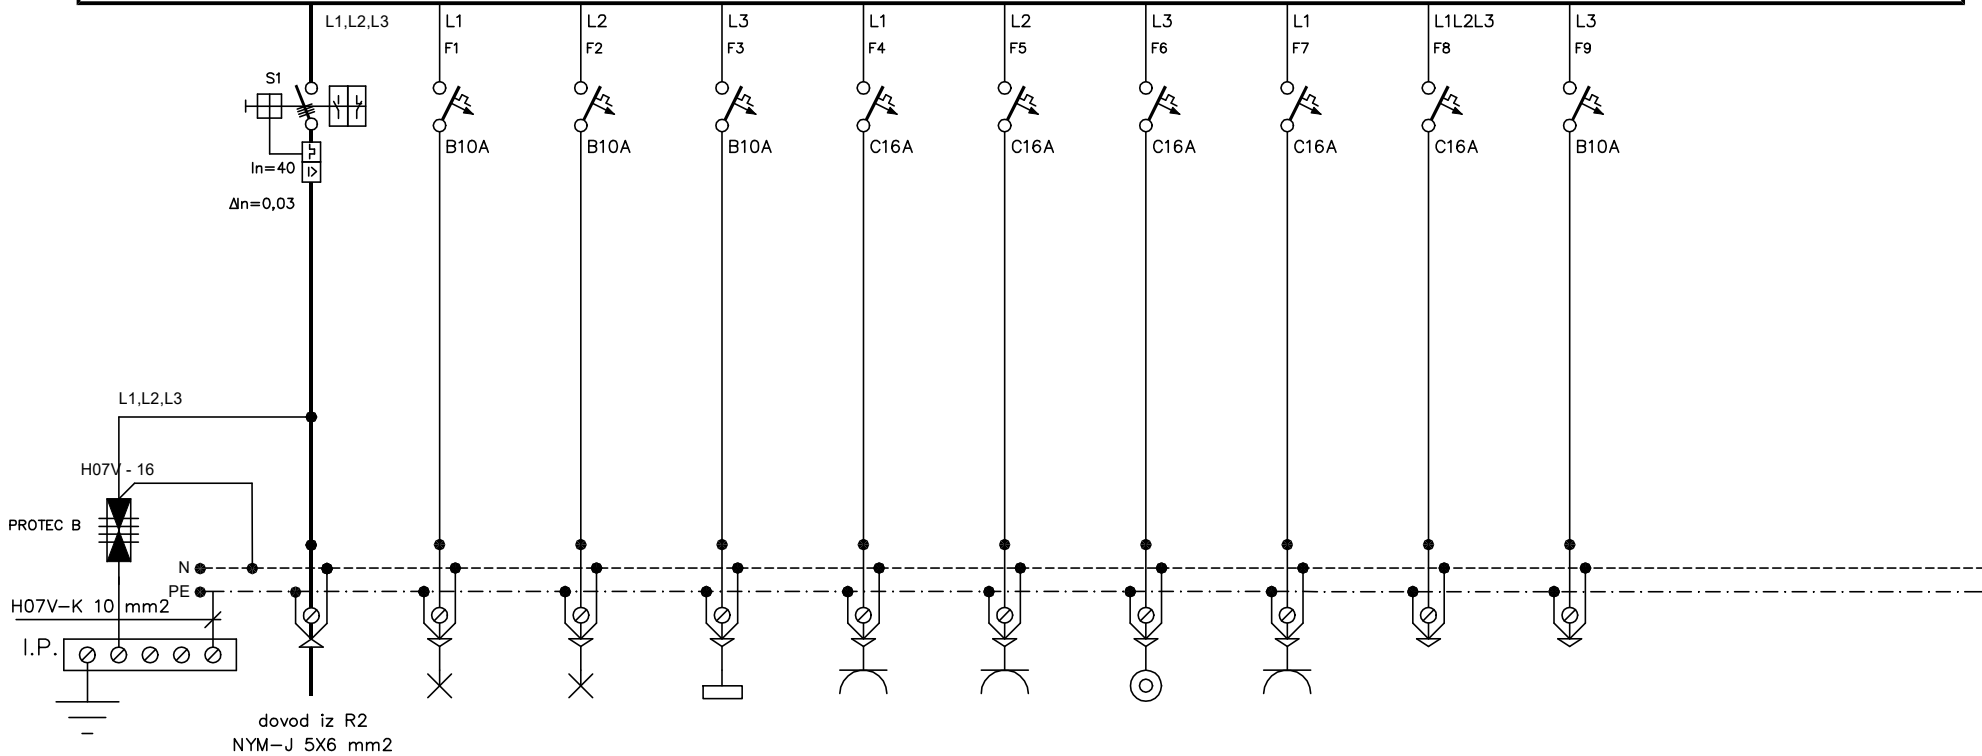 L1,L2,L3 L1 L2 L3 L1 L2 L3 L1 L1L2L3 L3
F1 F2 F3 F4 F5 F6 F7 F8 F9
S1
B10A B10A B10A C16A C16A C16A C16A C16A B10A
In=40
ΔIn=0,03
L1,L2,L3
H07V - 16
PROTEC B
N
PE
H07V-K 10 mm2
I.P.
dovod iz R2
NYM-J 5X6 mm2